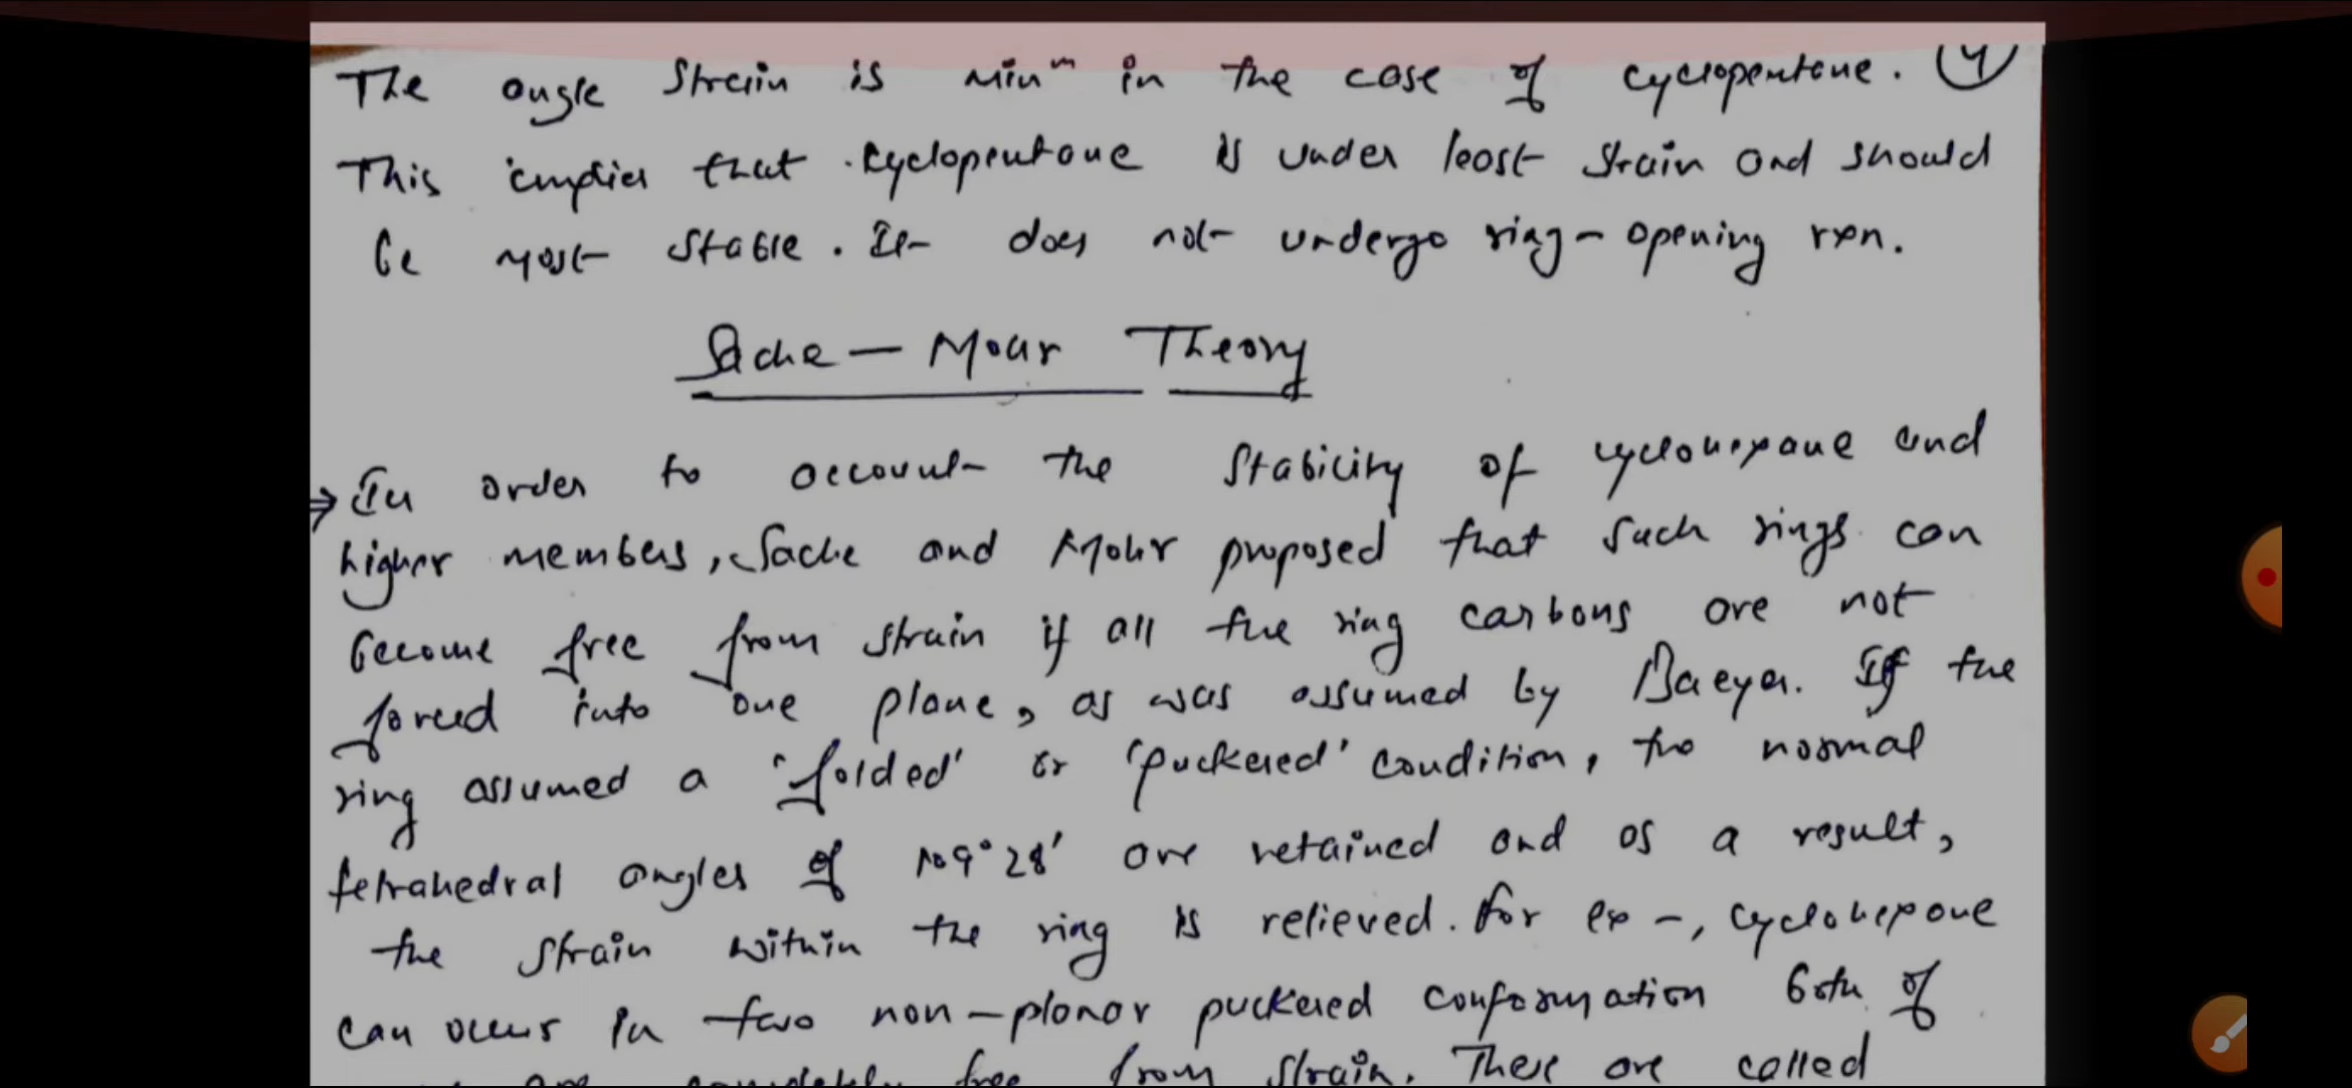 The angle strain is min^m in the case of cyclopentane. 4
This implies that cyclopentane is under least strain and should
be most stable. It does not undergo ring-opening rxn.
Sache - Mohr Theory
⇒ In order to account the stability of cyclohexane and
higher members, Sache and Mohr proposed that such rings can
become free from strain if all the ring carbons are not
forced into one plane, as was assumed by Baeyer. If the
ring assumed a 'folded' or 'puckered' condition, the normal
tetrahedral angles of 109°28' are retained and as a result,
the strain within the ring is relieved. For ex-, cyclohexane
can occurs in two non-planar puckered conformation both of
are completely free from strain. These are called